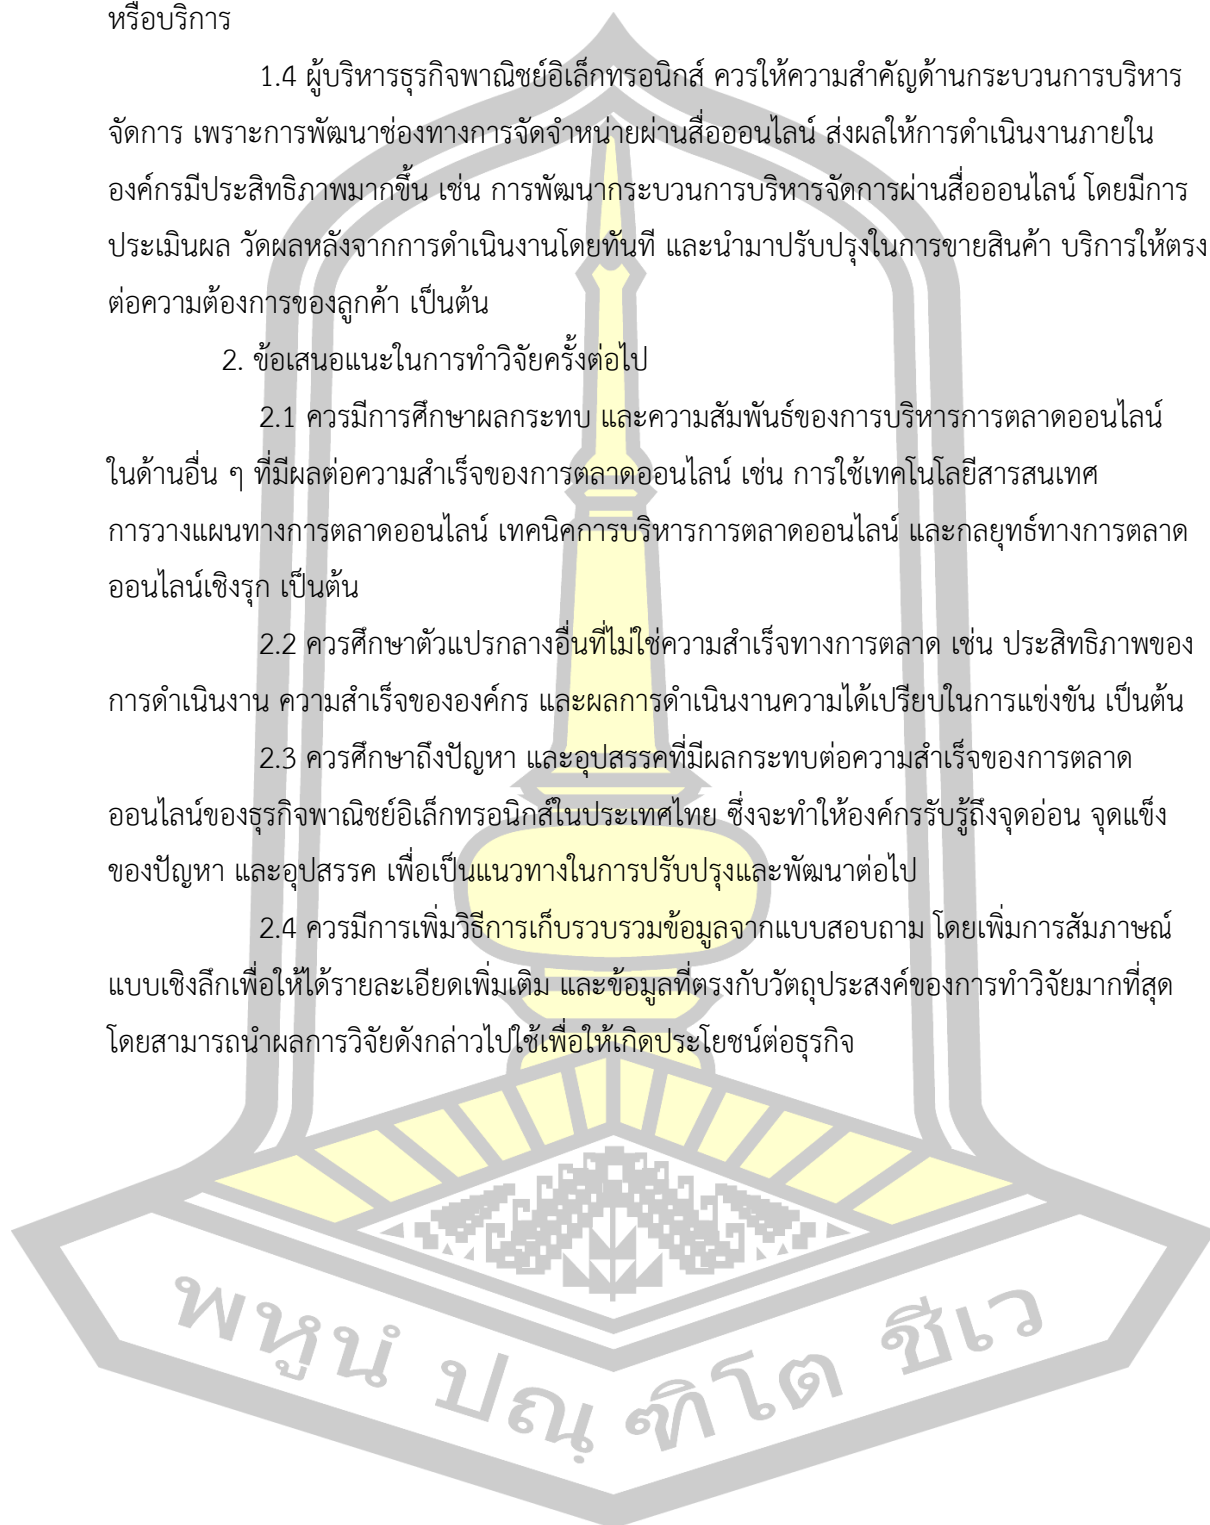 หรือบริการ
1.4 ผู้บริหารธุรกิจพาณิชย์อิเล็กทรอนิกส์ ควรให้ความสำคัญด้านกระบวนการบริหาร
จัดการ เพราะการพัฒนาช่องทางการจัดจำหน่ายผ่านสื่อออนไลน์ ส่งผลให้การดำเนินงานภายใน
องค์กรมีประสิทธิภาพมากขึ้น เช่น การพัฒนากระบวนการบริหารจัดการผ่านสื่อออนไลน์ โดยมีการ
ประเมินผล วัดผลหลังจากการดำเนินงานโดยทันที และนำมาปรับปรุงในการขายสินค้า บริการให้ตรง
ต่อความต้องการของลูกค้า เป็นต้น
2. ข้อเสนอแนะในการทำวิจัยครั้งต่อไป
2.1 ควรมีการศึกษาผลกระทบ และความสัมพันธ์ของการบริหารการตลาดออนไลน์
ในด้านอื่น ๆ ที่มีผลต่อความสำเร็จของการตลาดออนไลน์ เช่น การใช้เทคโนโลยีสารสนเทศ
การวางแผนทางการตลาดออนไลน์ เทคนิคการบริหารการตลาดออนไลน์ และกลยุทธ์ทางการตลาด
ออนไลน์เชิงรุก เป็นต้น
2.2 ควรศึกษาตัวแปรกลางอื่นที่ไม่ใช่ความสำเร็จทางการตลาด เช่น ประสิทธิภาพของ
การดำเนินงาน ความสำเร็จขององค์กร และผลการดำเนินงานความได้เปรียบในการแข่งขัน เป็นต้น
2.3 ควรศึกษาถึงปัญหา และอุปสรรคที่มีผลกระทบต่อความสำเร็จของการตลาด
ออนไลน์ของธุรกิจพาณิชย์อิเล็กทรอนิกส์ในประเทศไทย ซึ่งจะทำให้องค์กรรับรู้ถึงจุดอ่อน จุดแข็ง
ของปัญหา และอุปสรรค เพื่อเป็นแนวทางในการปรับปรุงและพัฒนาต่อไป
2.4 ควรมีการเพิ่มวิธีการเก็บรวบรวมข้อมูลจากแบบสอบถาม โดยเพิ่มการสัมภาษณ์
แบบเชิงลึกเพื่อให้ได้รายละเอียดเพิ่มเติม และข้อมูลที่ตรงกับวัตถุประสงค์ของการทำวิจัยมากที่สุด
โดยสามารถนำผลการวิจัยดังกล่าวไปใช้เพื่อให้เกิดประโยชน์ต่อธุรกิจ
พหูนํ ปณฺฑิโต ชีเว